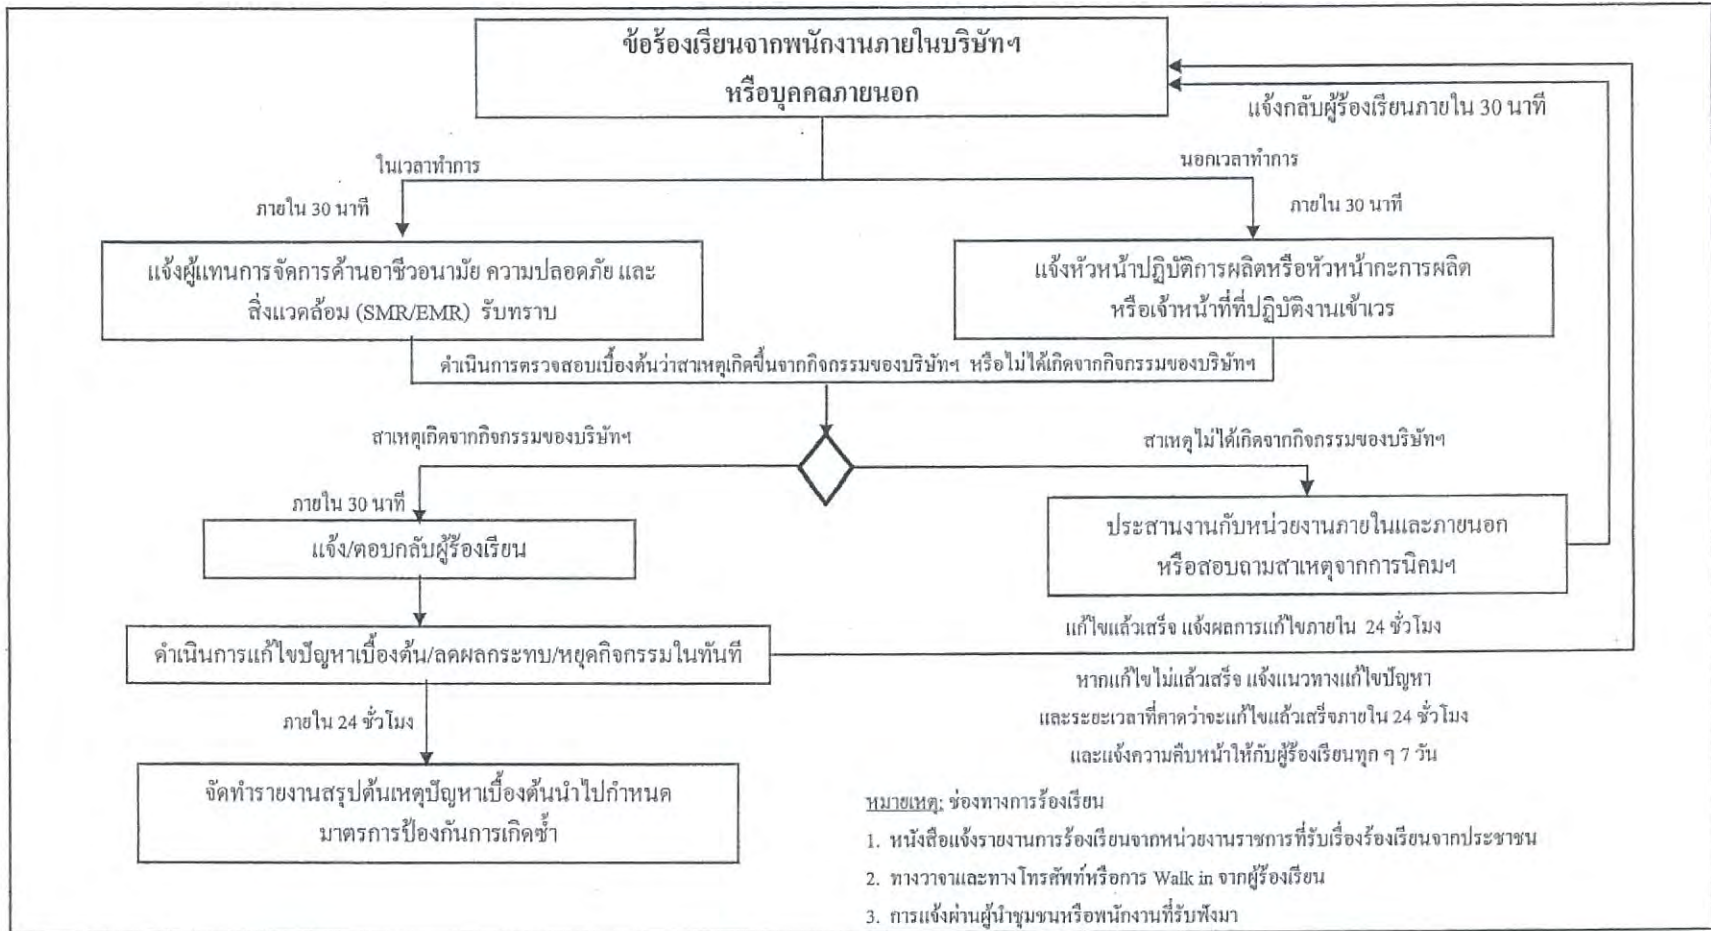 ข้อร้องเรียนจากพนักงานภายในบริษัทฯ
หรือบุคคลภายนอก
แจ้งกลับผู้ร้องเรียนภายใน 30 นาที
ในเวลาทำการ
นอกเวลาทำการ
ภายใน 30 นาที
ภายใน 30 นาที
แจ้งผู้แทนการจัดการด้านอาชีวอนามัย ความปลอดภัย และ
สิ่งแวดล้อม (SMR/EMR) รับทราบ
แจ้งหัวหน้าปฏิบัติการผลิตหรือหัวหน้ากะการผลิต
หรือเจ้าหน้าที่ที่ปฏิบัติงานเข้าเวร
ดำเนินการตรวจสอบเบื้องต้นว่าสาเหตุเกิดขึ้นจากกิจกรรมของบริษัทฯ หรือไม่ได้เกิดจากกิจกรรมของบริษัทฯ
สาเหตุเกิดจากกิจกรรมของบริษัทฯ
สาเหตุไม่ได้เกิดจากกิจกรรมของบริษัทฯ
ภายใน 30 นาที
แจ้ง/ตอบกลับผู้ร้องเรียน
ประสานงานกับหน่วยงานภายในและภายนอก
หรือสอบถามสาเหตุจากการนิคมฯ
แก้ไขแล้วเสร็จ แจ้งผลการแก้ไขภายใน 24 ชั่วโมง
ดำเนินการแก้ไขปัญหาเบื้องต้น/ลดผลกระทบ/หยุดกิจกรรมในทันที
หากแก้ไขไม่แล้วเสร็จ แจ้งแนวทางแก้ไขปัญหา
และระยะเวลาที่คาดว่าจะแก้ไขแล้วเสร็จภายใน 24 ชั่วโมง
และแจ้งความคืบหน้าให้กับผู้ร้องเรียนทุก ๆ 7 วัน
ภายใน 24 ชั่วโมง
จัดทำรายงานสรุปต้นเหตุปัญหาเบื้องต้นนำไปกำหนด
มาตรการป้องกันการเกิดซ้ำ
หมายเหตุ: ช่องทางการร้องเรียน
1. หนังสือแจ้งรายงานการร้องเรียนจากหน่วยงานราชการที่รับเรื่องร้องเรียนจากประชาชน
2. ทางวาจาและทางโทรศัพท์หรือการ Walk in จากผู้ร้องเรียน
3. การแจ้งผ่านผู้นำชุมชนหรือพนักงานที่รับฟังมา